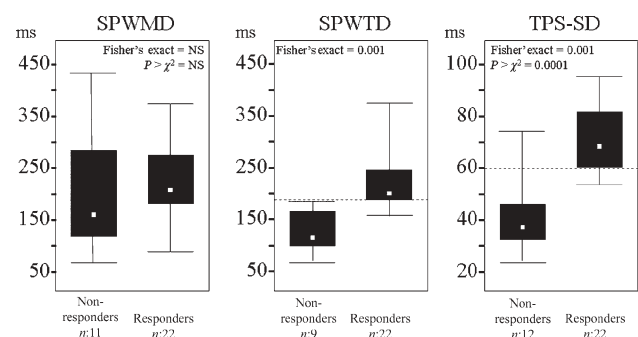 SPWMD
ms
Fisher's exact = NS
P > χ² = NS
450
350
250
150
50
Non-
responders
n:11
Responders
n:22
SPWTD
ms
Fisher's exact = 0.001
450
350
250
150
50
Non-
responders
n:9
Responders
n:22
TPS-SD
ms
Fisher' exact = 0.001
P > χ² = 0.0001
100
80
60
40
20
Non-
responders
n:12
Responders
n:22